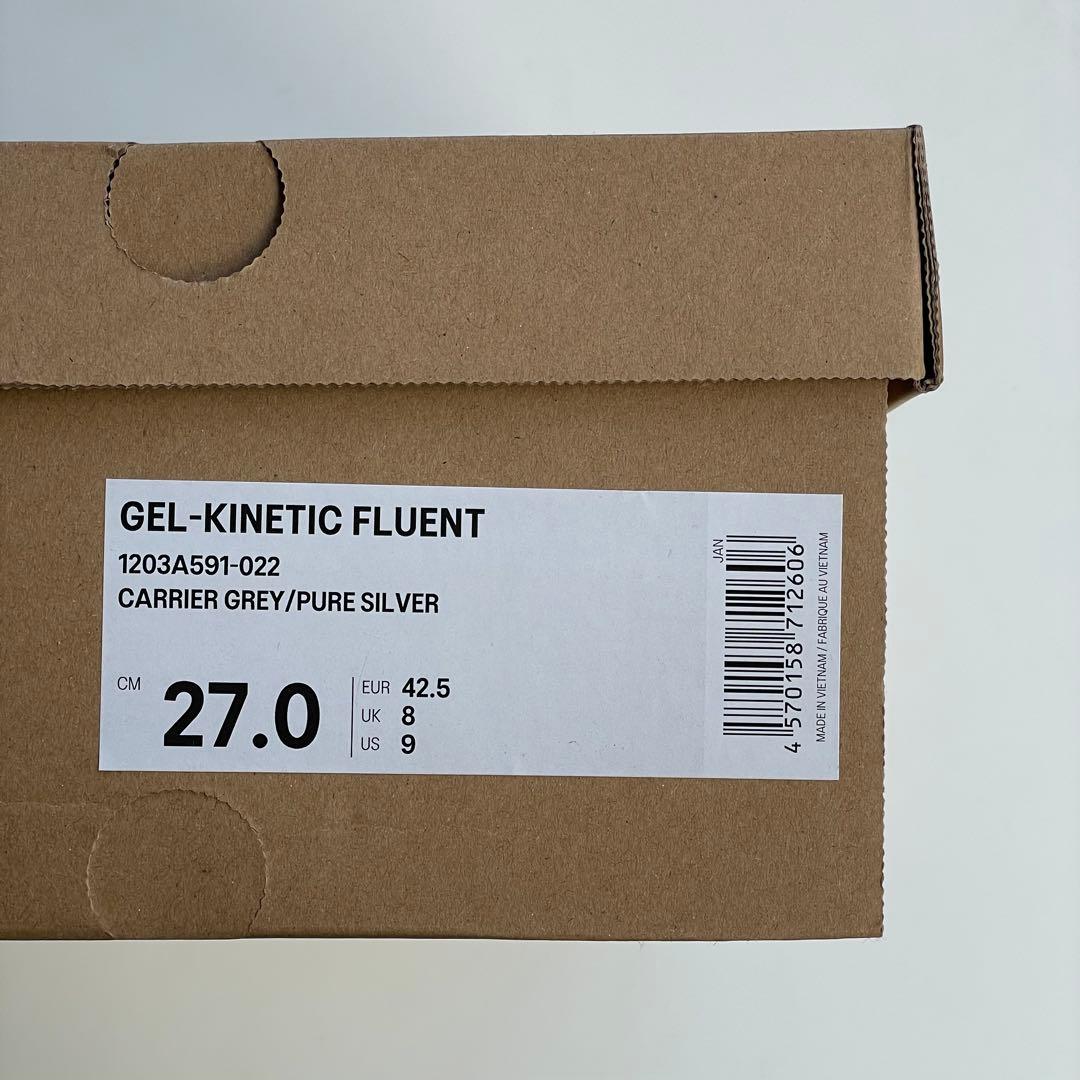 GEL-KINETIC FLUENT
1203A591-022
CARRIER GREY/PURE SILVER
CM 27.0
EUR 42.5
UK 8
US 9
JAN
4 570158 712606
MADE IN VIETNAM / FABRIQUE AU VIETNAM